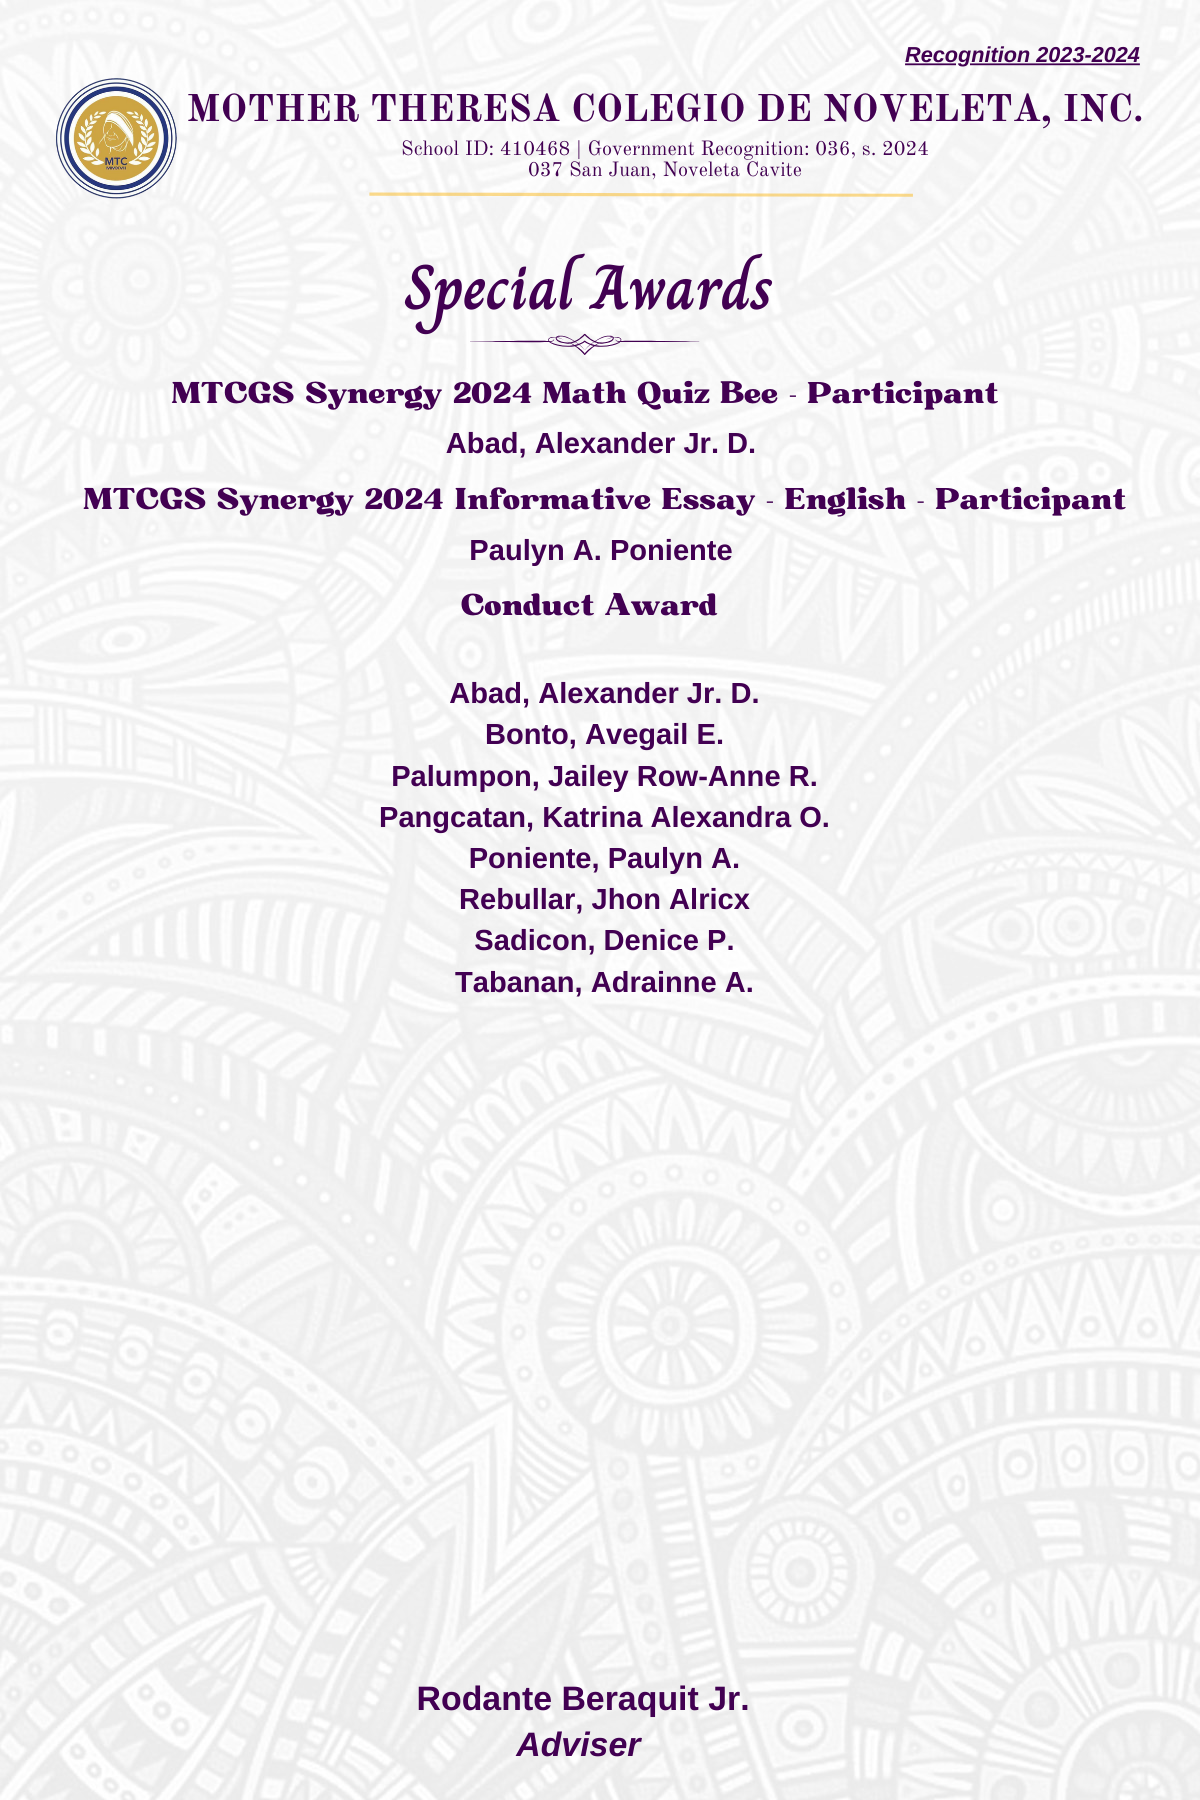 Recognition 2023-2024
MOTHER THERESA COLEGIO DE NOVELETA, INC.
School ID: 410468 | Government Recognition: 036, s. 2024
037 San Juan, Noveleta Cavite
MTC
Special Awards
MTCGS Synergy 2024 Math Quiz Bee - Participant
Abad, Alexander Jr. D.
MTCGS Synergy 2024 Informative Essay - English - Participant
Paulyn A. Poniente
Conduct Award
Abad, Alexander Jr. D.
Bonto, Avegail E.
Palumpon, Jailey Row-Anne R.
Pangcatan, Katrina Alexandra O.
Poniente, Paulyn A.
Rebullar, Jhon Alricx
Sadicon, Denice P.
Tabanan, Adrainne A.
Rodante Beraquit Jr.
Adviser